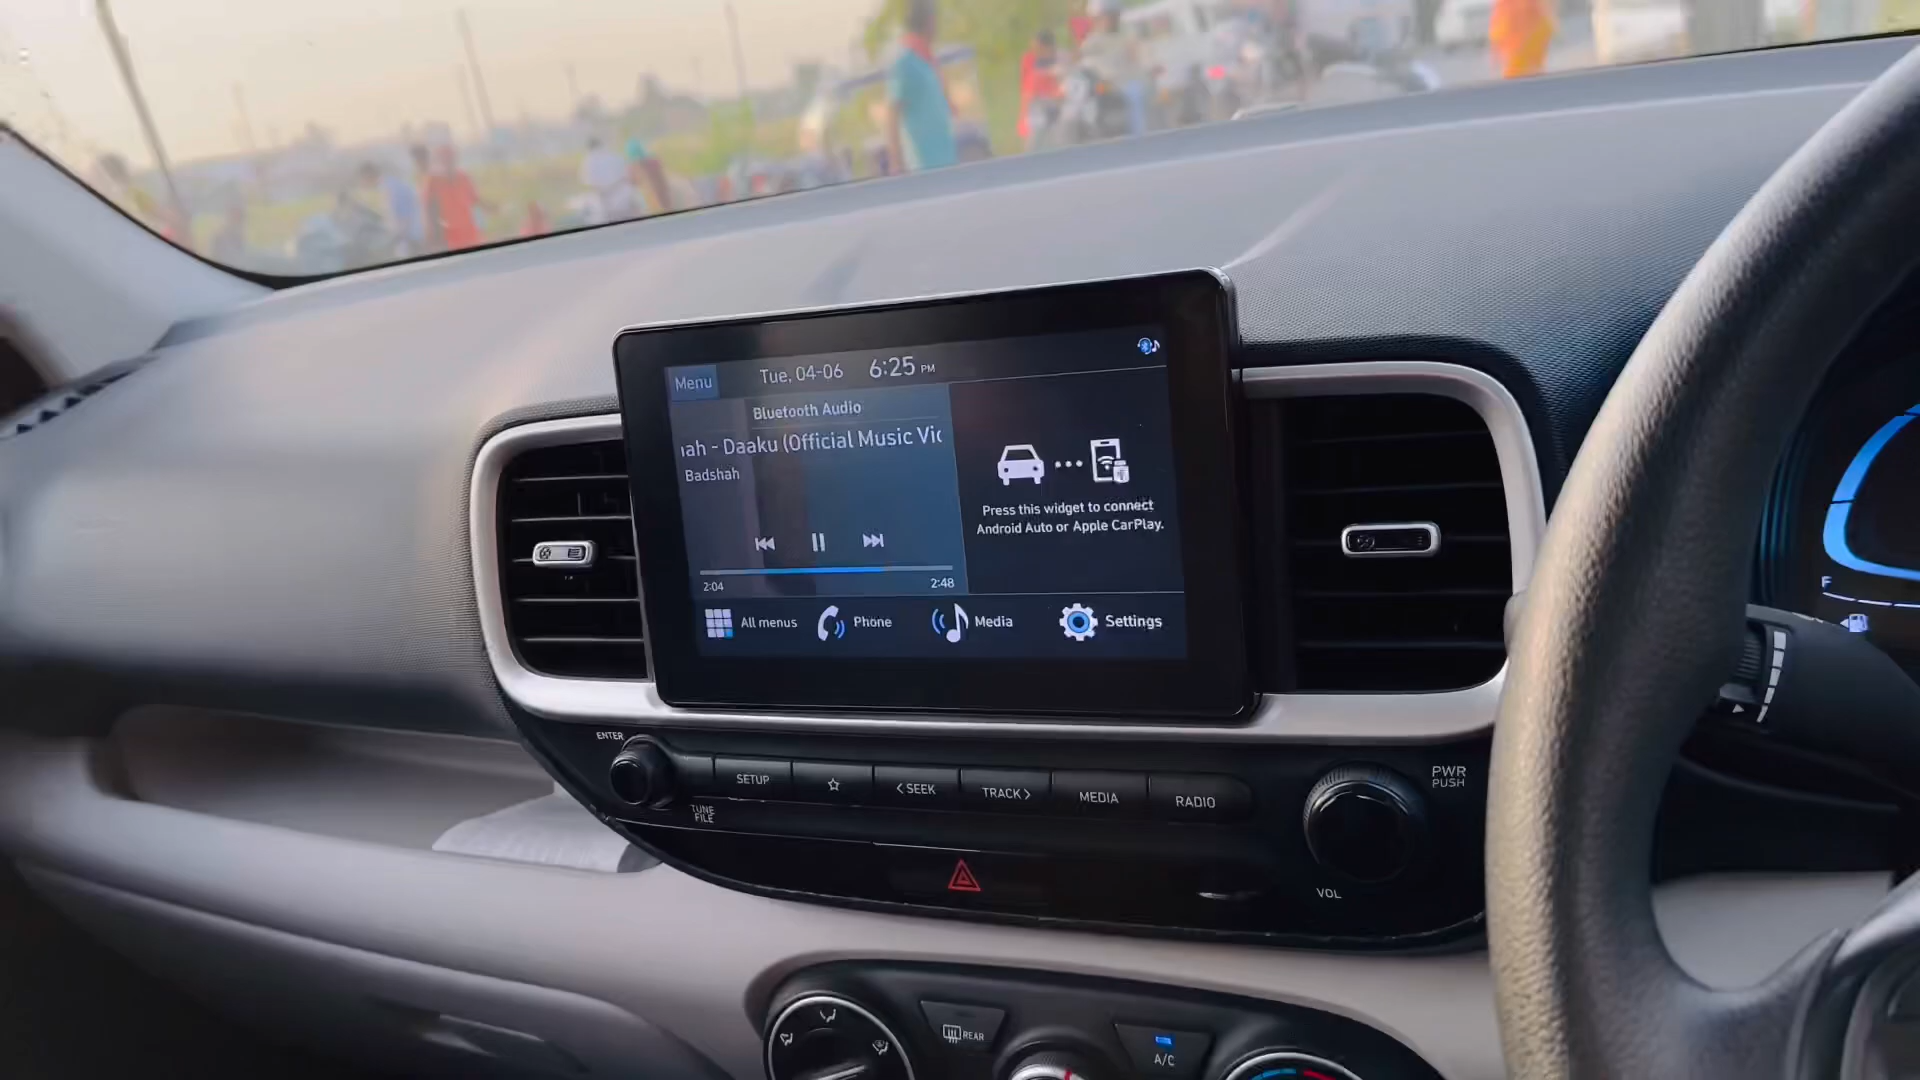 Menu
Tue, 04-06 6:25 PM
Bluetooth Audio
ah - Daaku (Official Music Vi
Badshah
Press this widget to connect
Android Auto or Apple CarPlay.
2:04 2:48
All menus Phone Media Settings
F
ENTER
TUNE
FILE
SETUP
< SEEK
TRACK >
MEDIA
RADIO
PWR
PUSH
VOL
REAR
A/C